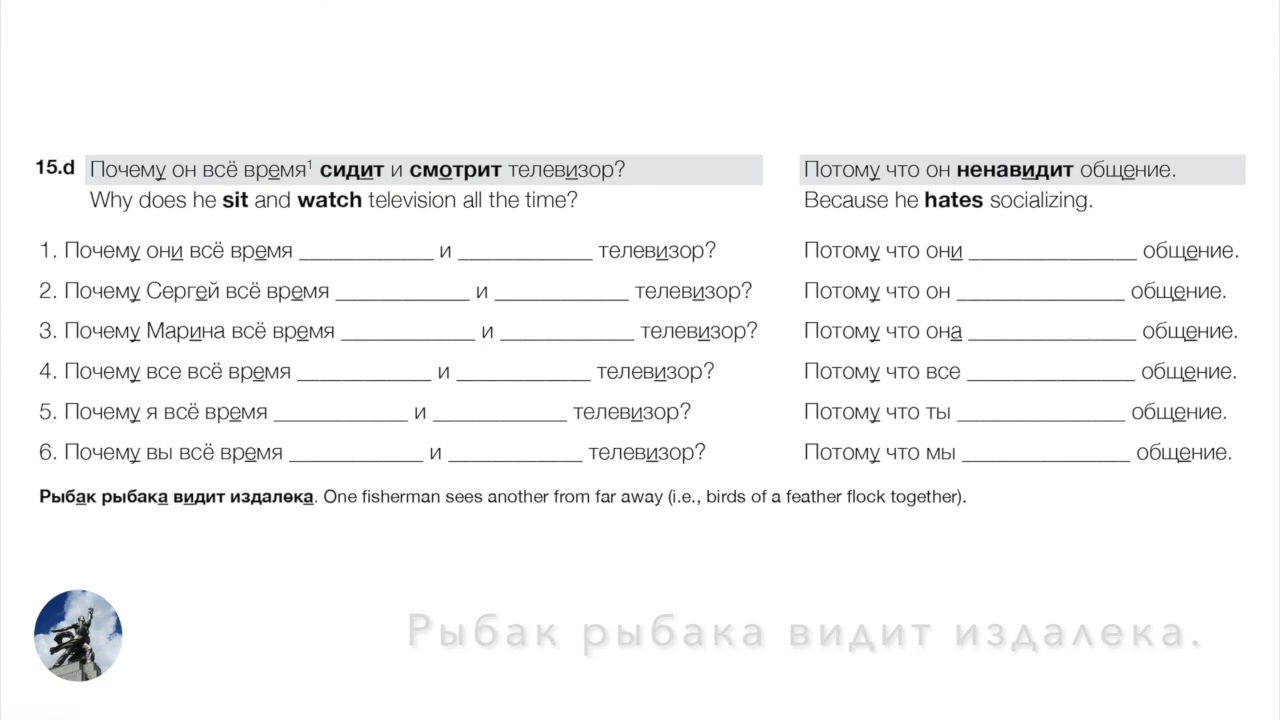 15.d Почему он всё время¹ сидит и смотрит телевизор? Потому что он ненавидит общение.
Why does he sit and watch television all the time? Because he hates socializing.
1. Почему они всё время ____________ и ____________ телевизор? Потому что они _______________ общение.
2. Почему Сергей всё время ____________ и ____________ телевизор? Потому что он _______________ общение.
3. Почему Марина всё время ____________ и ____________ телевизор? Потому что она _______________ общение.
4. Почему все всё время ____________ и ____________ телевизор? Потому что все _______________ общение.
5. Почему я всё время ____________ и ____________ телевизор? Потому что ты _______________ общение.
6. Почему вы всё время ____________ и ____________ телевизор? Потому что мы _______________ общение.
Рыбак рыбака видит издалека. One fisherman sees another from far away (i.e., birds of a feather flock together).
Рыбак рыбака видит издалека.